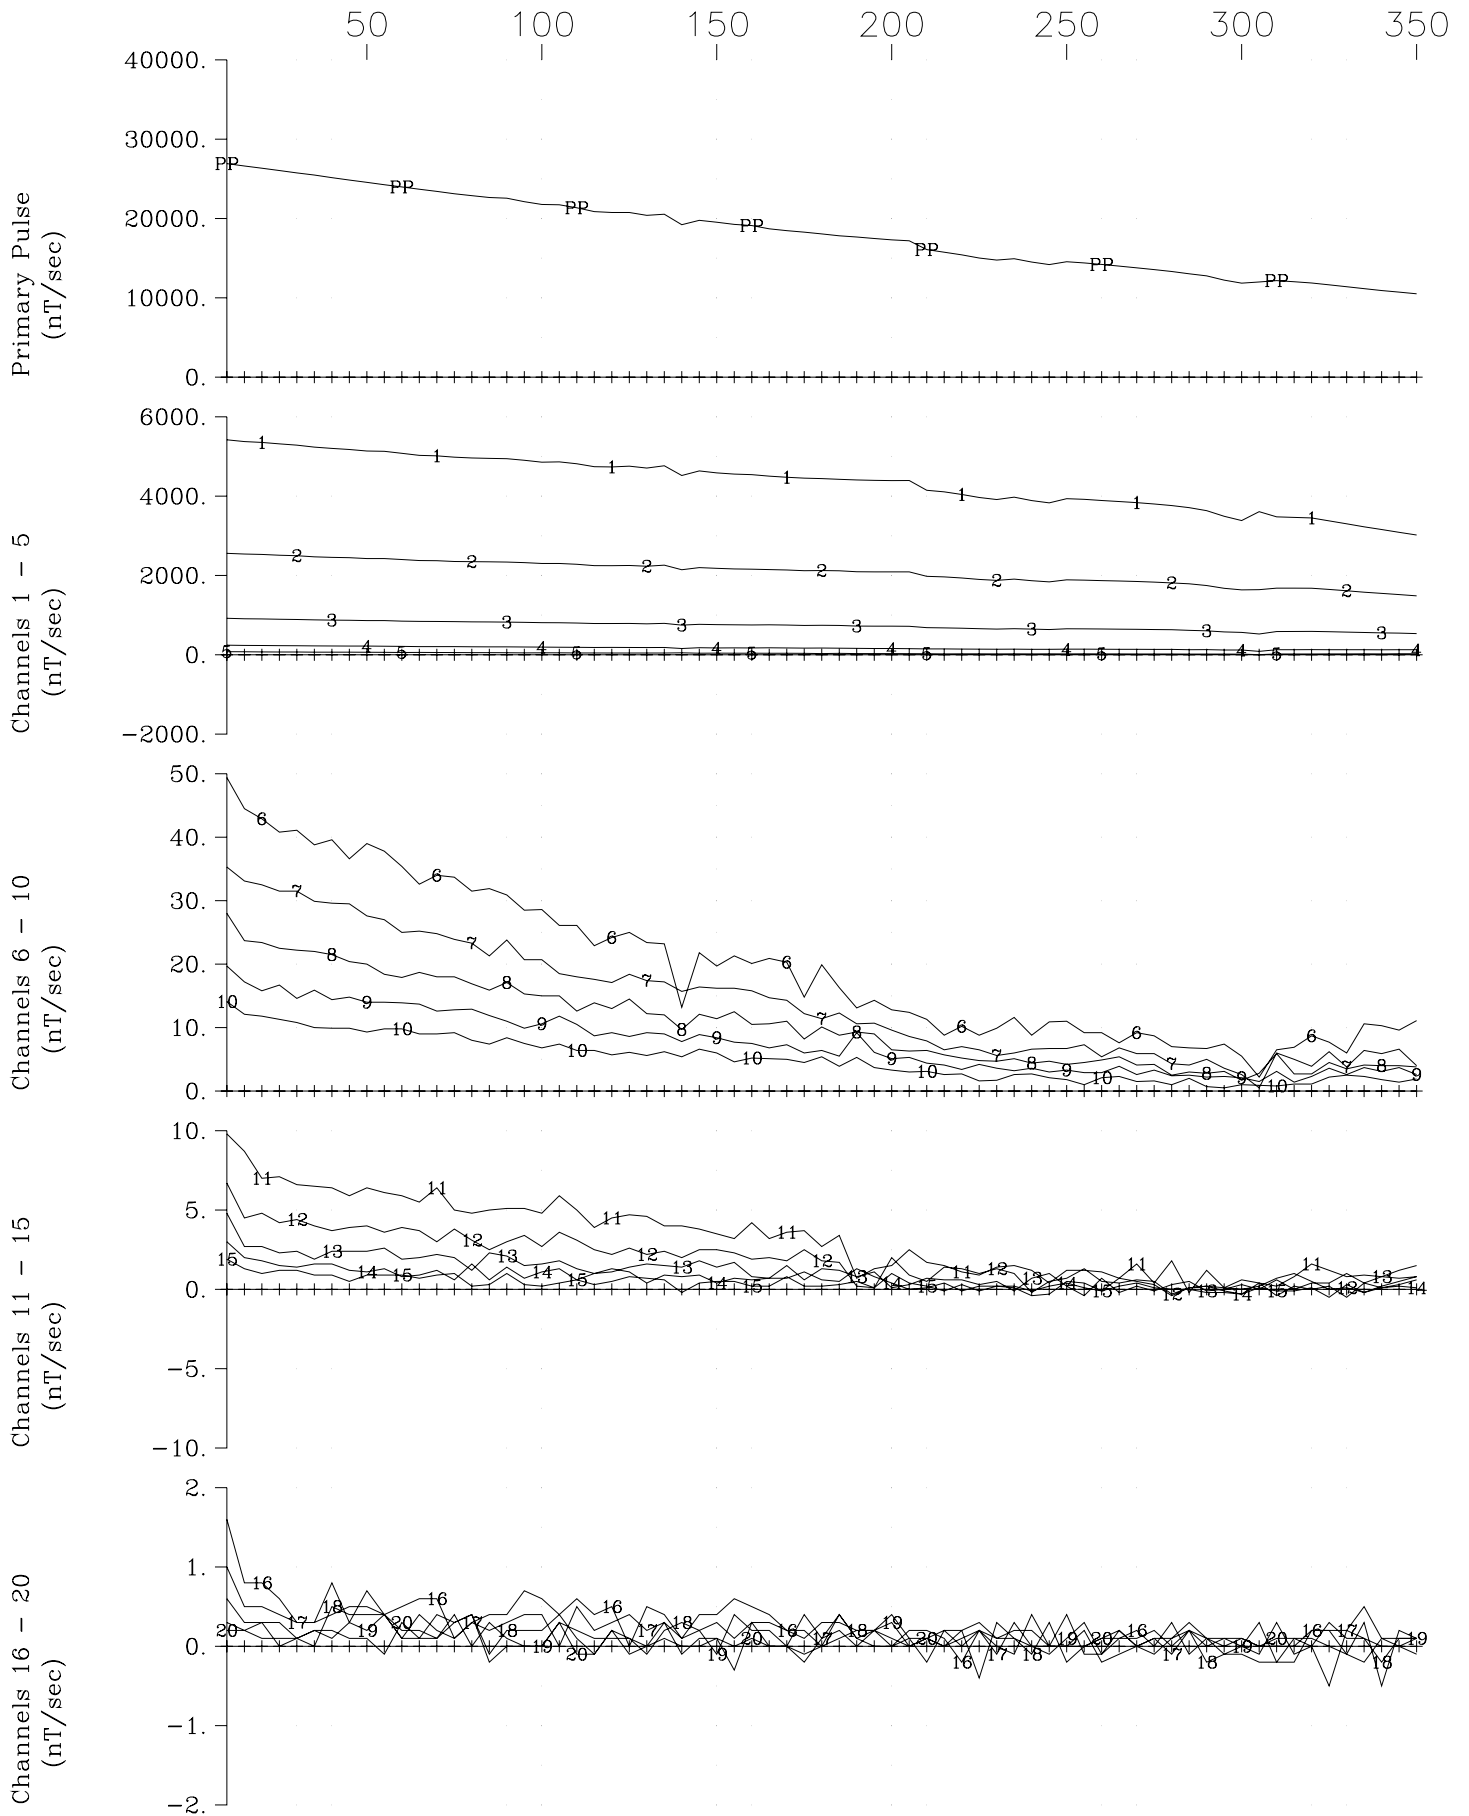 50 100 150 200 250 300 350
40000.
30000.
20000.
10000.
0.
Primary Pulse
(nT/sec)
PP PP PP PP PP PP PP
6000.
4000.
2000.
0.
-2000.
Channels 1 - 5
(nT/sec)
1 1 1 1 1 1 1
2 2 2 2 2 2 2
3 3 3 3 3 3 3
4 4 4 4 4 4 4
5 5 5 5 5 5 5
50.
40.
30.
20.
10.
0.
Channels 6 - 10
(nT/sec)
6 6 6 6 6 6 6
7 7 7 7 7 7 7
8 8 8 8 8 8 8
9 9 9 9 9 9 9
10 10 10 10 10 10 10
10.
5.
0.
-5.
-10.
Channels 11 - 15
(nT/sec)
11 11 11 11 11 11 11
12 12 12 12 12 12 12
13 13 13 13 13 13 13
14 14 14 14 14 14 14
15 15 15 15 15 15 15
2.
1.
0.
-1.
-2.
Channels 16 - 20
(nT/sec)
16 16 16 16 16 16 16
17 17 17 17 17 17 17
18 18 18 18 18 18 18
19 19 19 19 19 19 19
20 20 20 20 20 20 20